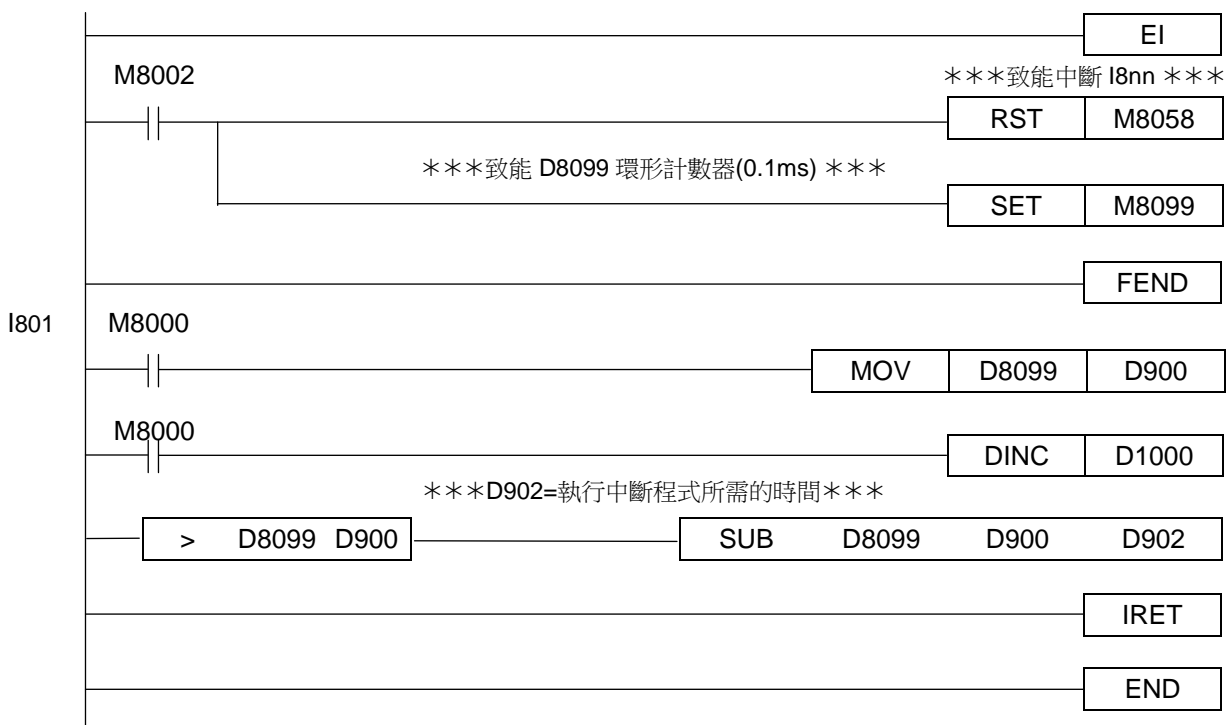 EI
M8002
***致能中斷 I8nn ***
RST M8058
***致能 D8099 環形計數器(0.1ms) ***
SET M8099
FEND
I801 M8000
MOV D8099 D900
M8000
DINC D1000
***D902=執行中斷程式所需的時間***
> D8099 D900 SUB D8099 D900 D902
IRET
END